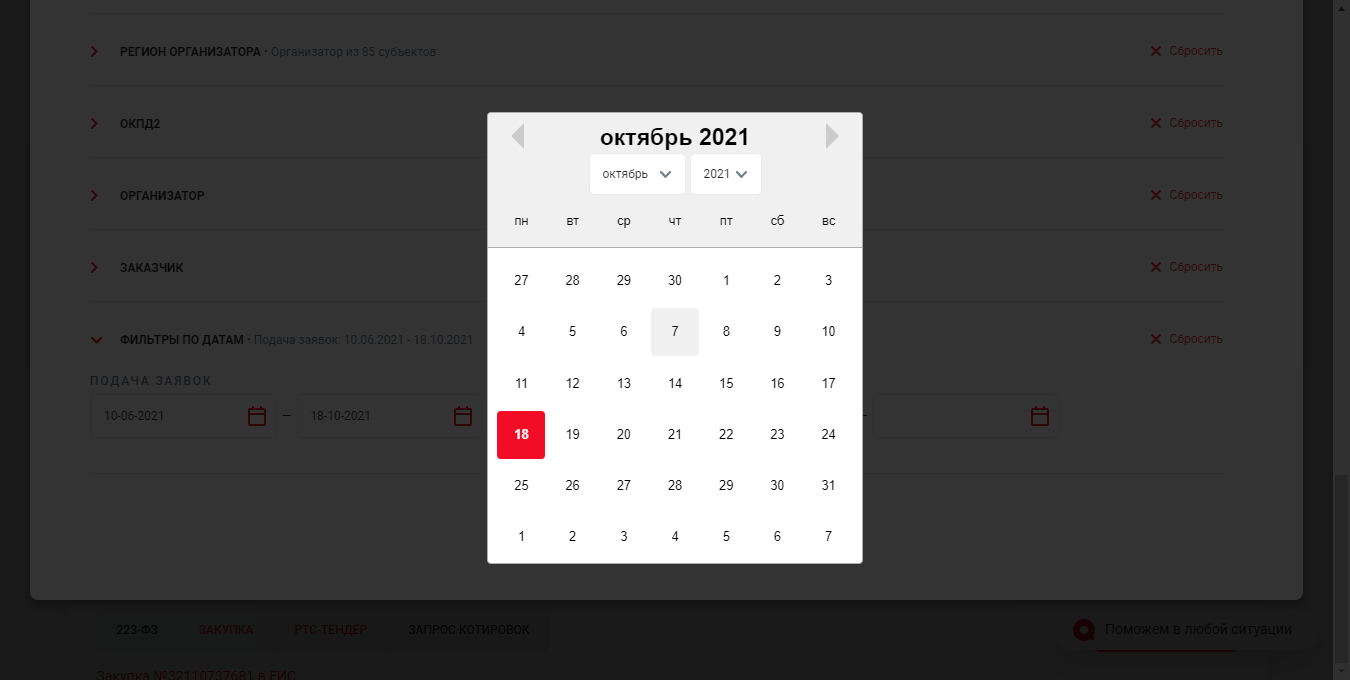 РЕГИОН ОРГАНИЗАТОРА • Организатор из 85 субъектов
Сбросить
ОКПД2
Сбросить
ОРГАНИЗАТОР
Сбросить
ЗАКАЗЧИК
Сбросить
ФИЛЬТРЫ ПО ДАТАМ • Подача заявок: 10.06.2021 - 18.10.2021
Сбросить
ПОДАЧА ЗАЯВОК
10-06-2021 – 18-10-2021
–
октябрь 2021
октябрь 2021
пн вт ср чт пт сб вс
27 28 29 30 1 2 3
4 5 6 7 8 9 10
11 12 13 14 15 16 17
18 19 20 21 22 23 24
25 26 27 28 29 30 31
1 2 3 4 5 6 7
223-ФЗ ЗАКУПКА РТС-ТЕНДЕР ЗАПРОС КОТИРОВОК
Поможем в любой ситуации
Закупка №32110737681 в ЕИС